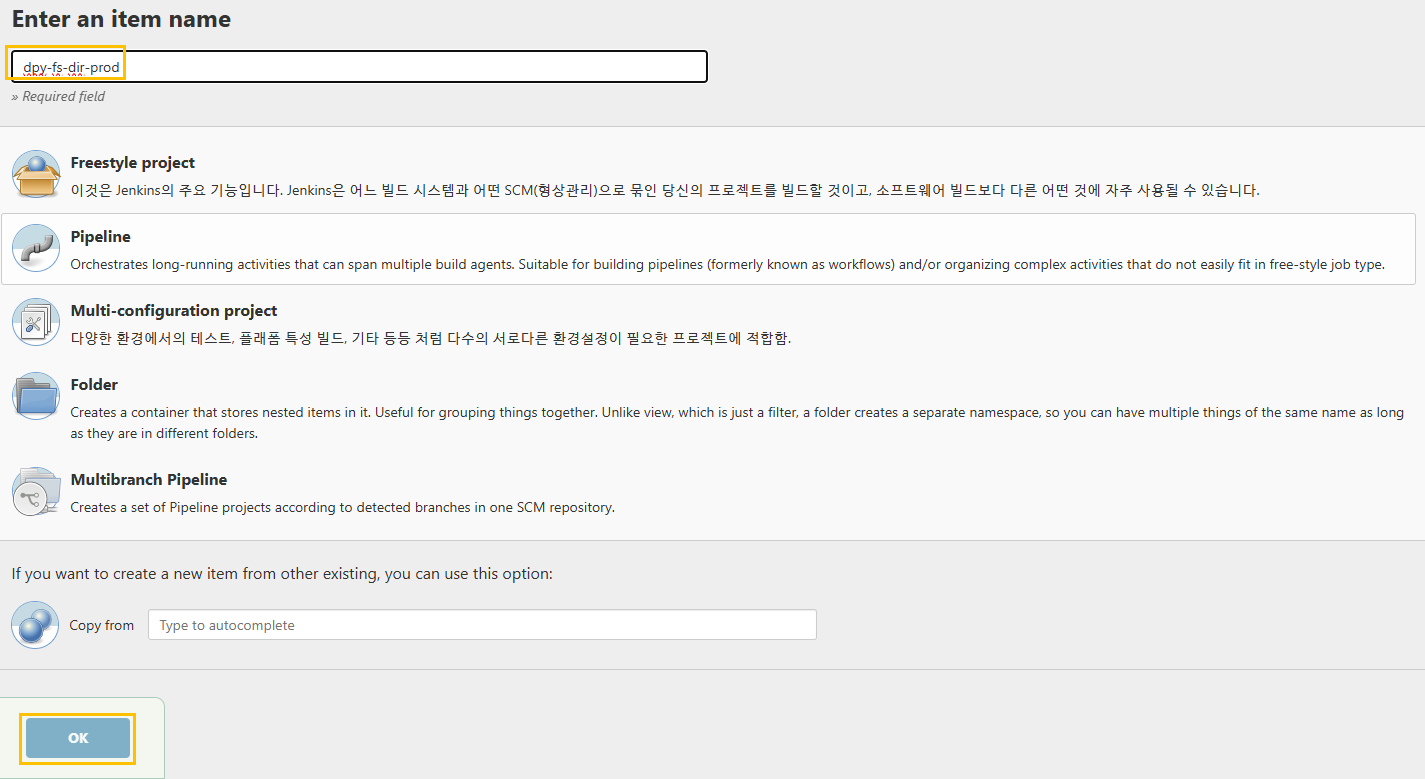 Enter an item name
dpy-fs-dir-prod
» Required field
Freestyle project
이것은 Jenkins의 주요 기능입니다. Jenkins은 어느 빌드 시스템과 어떤 SCM(형상관리)으로 묶인 당신의 프로젝트를 빌드할 것이고, 소프트웨어 빌드보다 다른 어떤 것에 자주 사용될 수 있습니다.
Pipeline
Orchestrates long-running activities that can span multiple build agents. Suitable for building pipelines (formerly known as workflows) and/or organizing complex activities that do not easily fit in free-style job type.
Multi-configuration project
다양한 환경에서의 테스트, 플래폼 특성 빌드, 기타 등등 처럼 다수의 서로다른 환경설정이 필요한 프로젝트에 적합함.
Folder
Creates a container that stores nested items in it. Useful for grouping things together. Unlike view, which is just a filter, a folder creates a separate namespace, so you can have multiple things of the same name as long
as they are in different folders.
Multibranch Pipeline
Creates a set of Pipeline projects according to detected branches in one SCM repository.
If you want to create a new item from other existing, you can use this option:
Copy from Type to autocomplete
OK